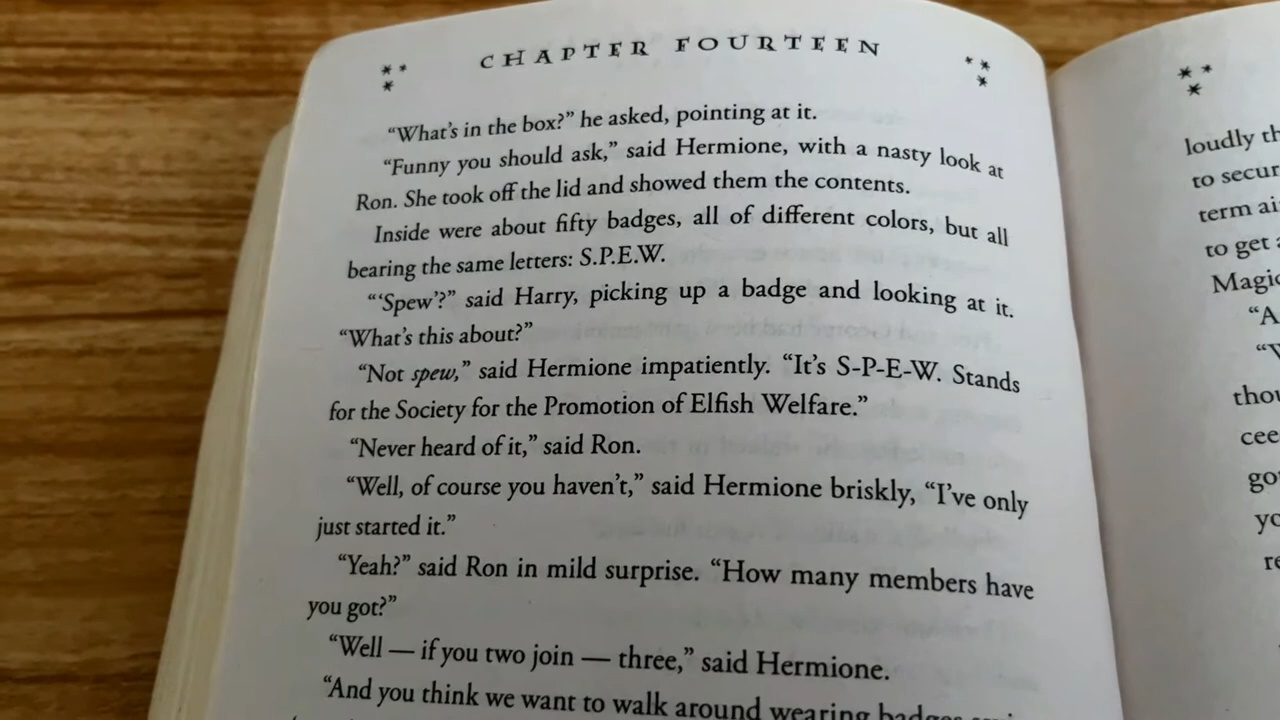 CHAPTER FOURTEEN
“What’s in the box?” he asked, pointing at it.
“Funny you should ask,” said Hermione, with a nasty look at
Ron. She took off the lid and showed them the contents.
Inside were about fifty badges, all of different colors, but all
bearing the same letters: S.P.E.W.
“‘Spew’?” said Harry, picking up a badge and looking at it.
“What’s this about?”
“Not spew,” said Hermione impatiently. “It’s S-P-E-W. Stands
for the Society for the Promotion of Elfish Welfare.”
“Never heard of it,” said Ron.
“Well, of course you haven’t,” said Hermione briskly, “I’ve only
just started it.”
“Yeah?” said Ron in mild surprise. “How many members have
you got?”
“Well — if you two join — three,” said Hermione.
“And you think we want to walk around wearing badges
loudly
to
term
to get